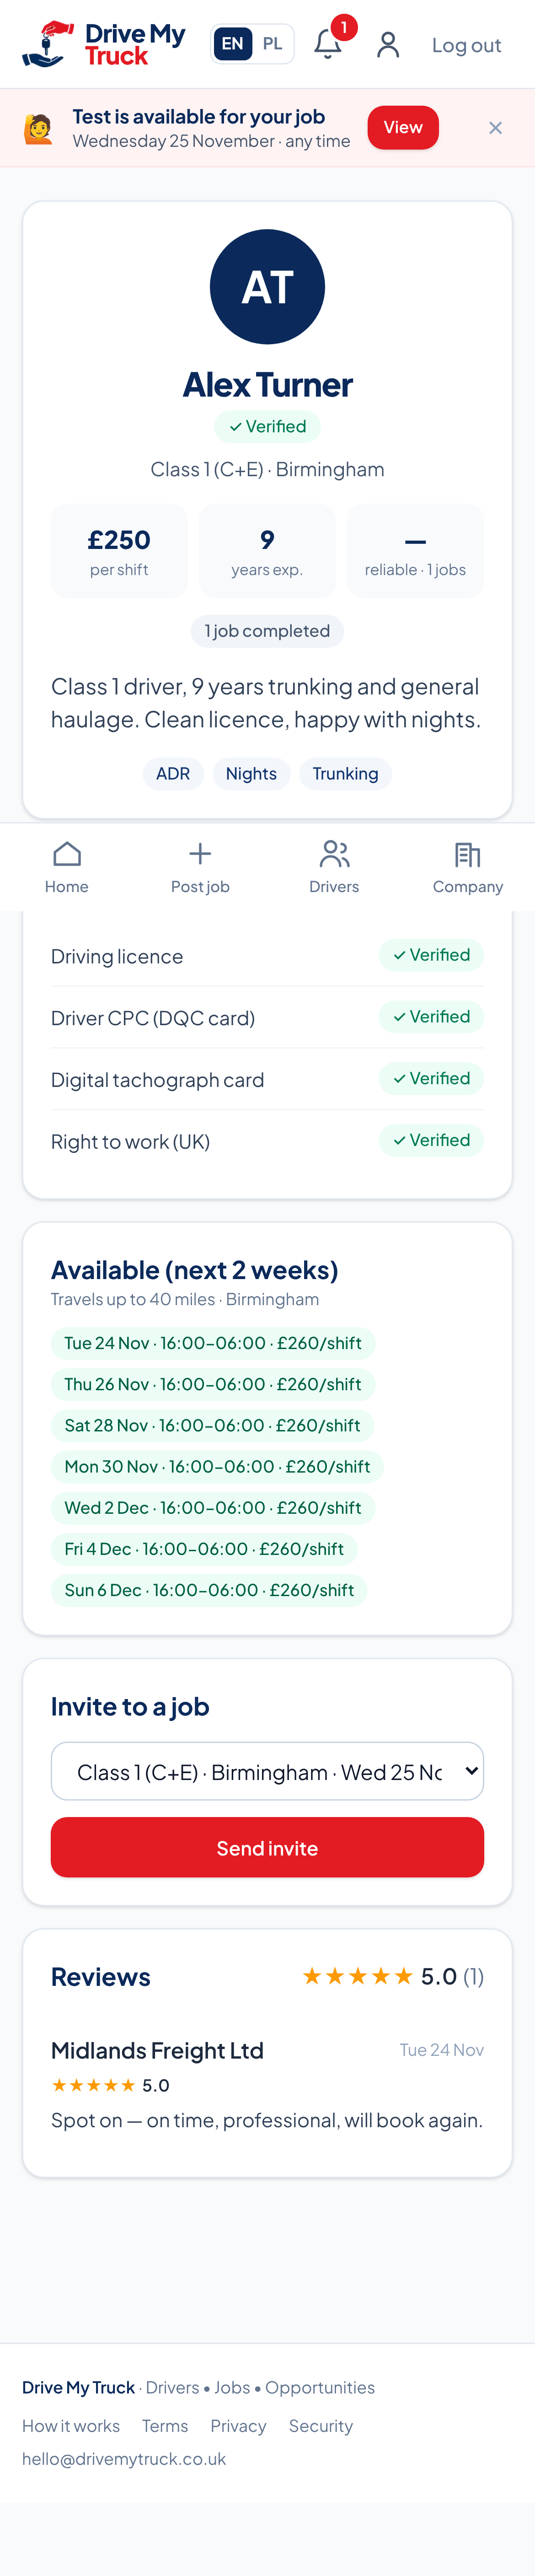 Drive My
Truck
EN PL
1
Log out
Test is available for your job
Wednesday 25 November · any time
View
×
AT
Alex Turner
✓ Verified
Class 1 (C+E) · Birmingham
£250
per shift
9
years exp.
—
reliable · 1 jobs
1 job completed
Class 1 driver, 9 years trunking and general
haulage. Clean licence, happy with nights.
ADR Nights Trunking
Home Post job Drivers Company
Driving licence ✓ Verified
Driver CPC (DQC card) ✓ Verified
Digital tachograph card ✓ Verified
Right to work (UK) ✓ Verified
Available (next 2 weeks)
Travels up to 40 miles · Birmingham
Tue 24 Nov · 16:00–06:00 · £260/shift
Thu 26 Nov · 16:00–06:00 · £260/shift
Sat 28 Nov · 16:00–06:00 · £260/shift
Mon 30 Nov · 16:00–06:00 · £260/shift
Wed 2 Dec · 16:00–06:00 · £260/shift
Fri 4 Dec · 16:00–06:00 · £260/shift
Sun 6 Dec · 16:00–06:00 · £260/shift
Invite to a job
Class 1 (C+E) · Birmingham · Wed 25 No
Send invite
Reviews ★★★★★ 5.0 (1)
Midlands Freight Ltd Tue 24 Nov
★★★★★ 5.0
Spot on — on time, professional, will book again.
Drive My Truck · Drivers • Jobs • Opportunities
How it works Terms Privacy Security
hello@drivemytruck.co.uk